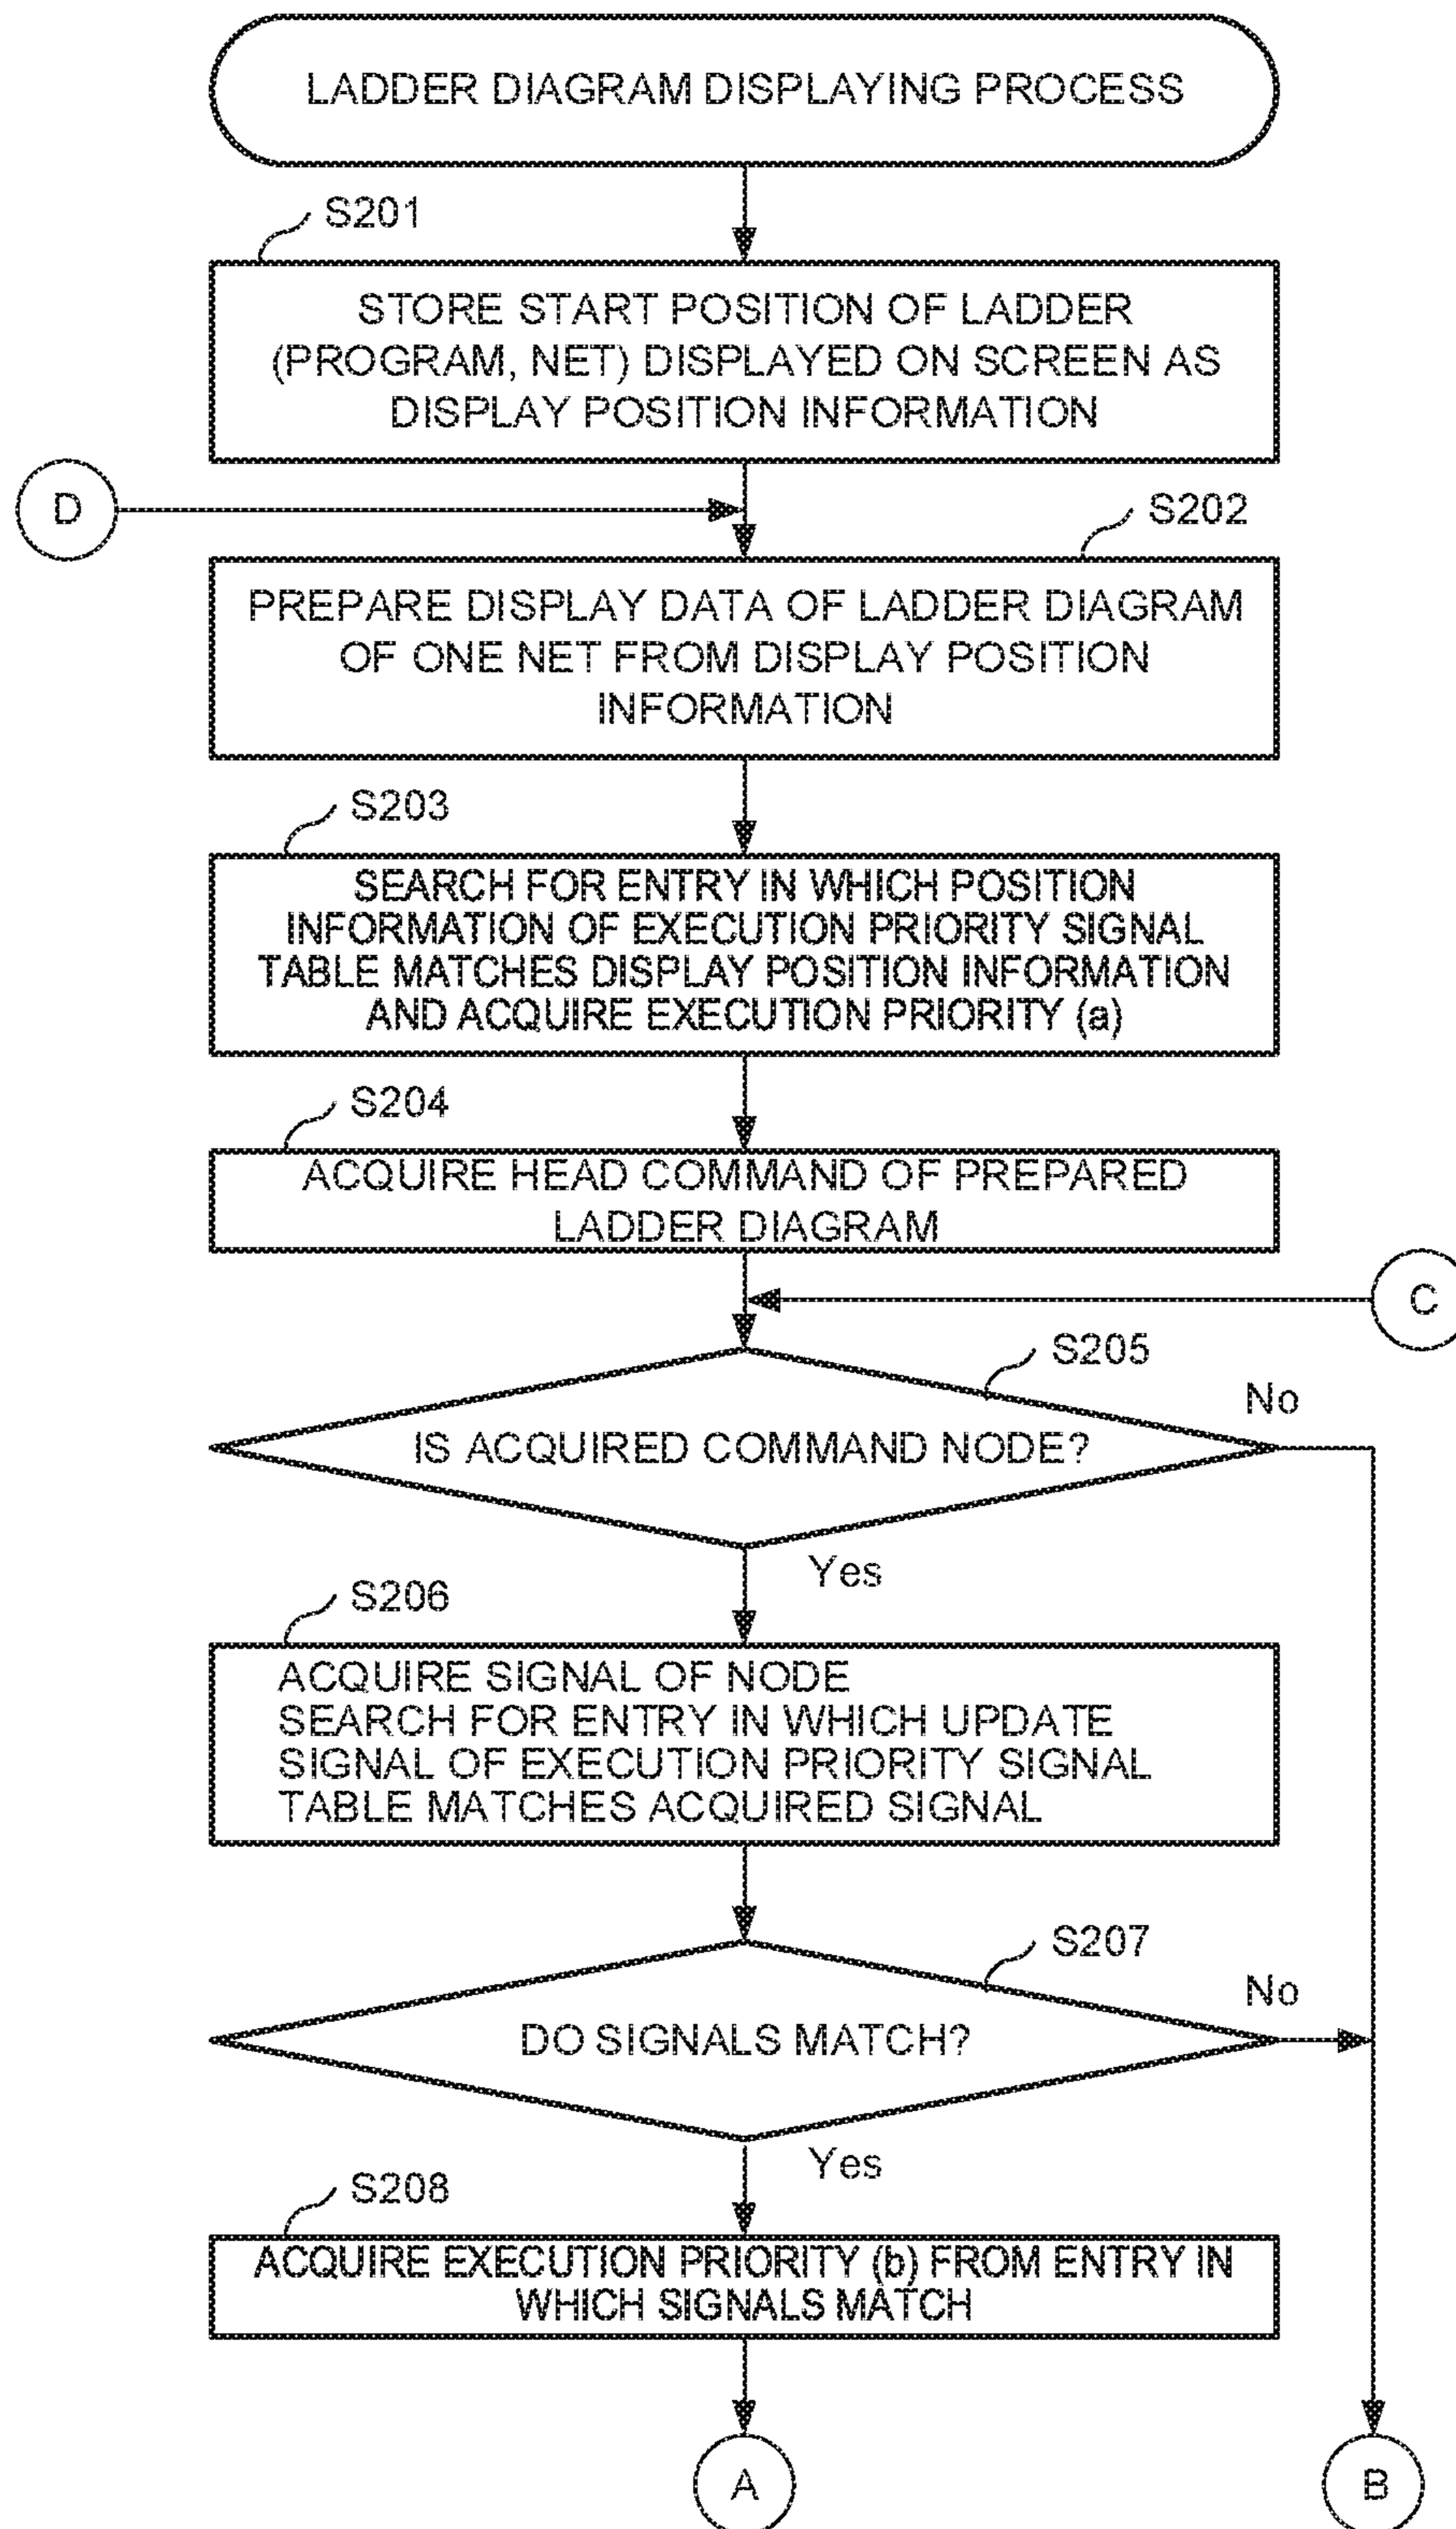 LADDER DIAGRAM DISPLAYING PROCESS
S201
STORE START POSITION OF LADDER
(PROGRAM, NET) DISPLAYED ON SCREEN AS
DISPLAY POSITION INFORMATION
D
S202
PREPARE DISPLAY DATA OF LADDER DIAGRAM
OF ONE NET FROM DISPLAY POSITION
INFORMATION
S203
SEARCH FOR ENTRY IN WHICH POSITION
INFORMATION OF EXECUTION PRIORITY SIGNAL
TABLE MATCHES DISPLAY POSITION INFORMATION
AND ACQUIRE EXECUTION PRIORITY (a)
S204
ACQUIRE HEAD COMMAND OF PREPARED
LADDER DIAGRAM
C
S205
No
IS ACQUIRED COMMAND NODE?
Yes
S206
ACQUIRE SIGNAL OF NODE
SEARCH FOR ENTRY IN WHICH UPDATE
SIGNAL OF EXECUTION PRIORITY SIGNAL
TABLE MATCHES ACQUIRED SIGNAL
S207
No
DO SIGNALS MATCH?
Yes
S208
ACQUIRE EXECUTION PRIORITY (b) FROM ENTRY IN
WHICH SIGNALS MATCH
A
B